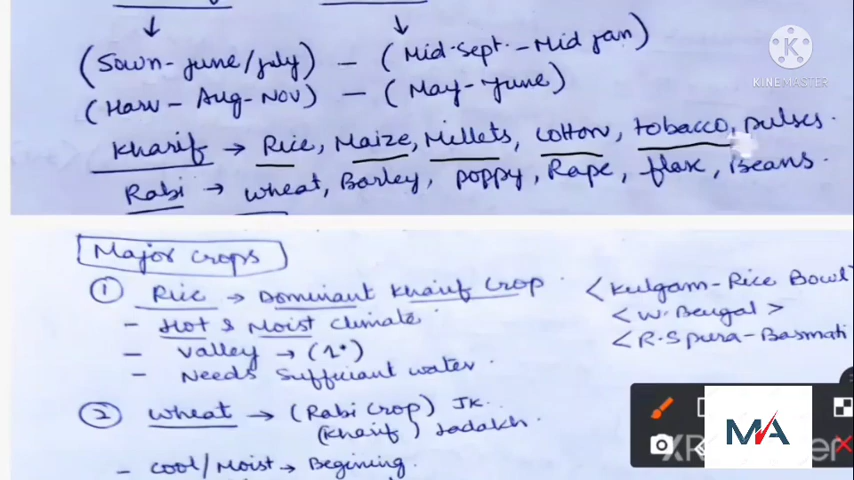 (Sown - June/July) - (Mid-Sept. - Mid Jan)
(Harv - Aug-Nov) - (May - June)
Kharif → Rice, Maize, Millets, Cotton, tobacco, pulses.
Rabi → wheat, Barley, poppy, Rape, flax, Beans.
Major crops
① Rice → Dominant Kharif Crop
<Kulgam-Rice Bowl>
- Hot & Moist climate
<W.Bengal>
- valley → (1°)
<R.S pura-Basmati
- Needs Sufficient water.
② wheat → (Rabi Crop) JK.
(Kharif) Ladakh.
- cool/Moist → Begining.
KINEMASTER
MA